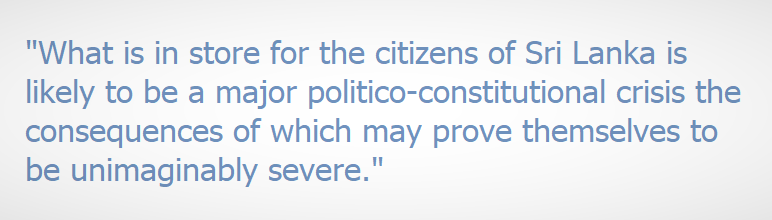 "What is in store for the citizens of Sri Lanka is
likely to be a major politico-constitutional crisis the
consequences of which may prove themselves to
be unimaginably severe."